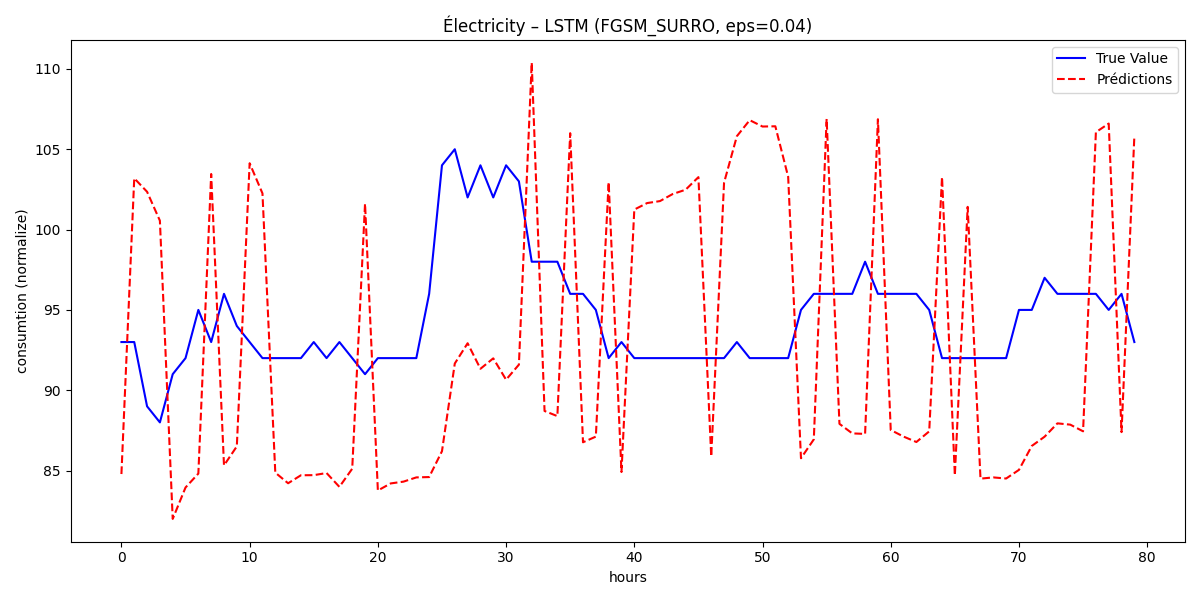 Électricity – LSTM (FGSM_SURRO, eps=0.04)
True Value
Prédictions
consumtion (normalize)
110
105
100
95
90
85
0 10 20 30 40 50 60 70 80
hours